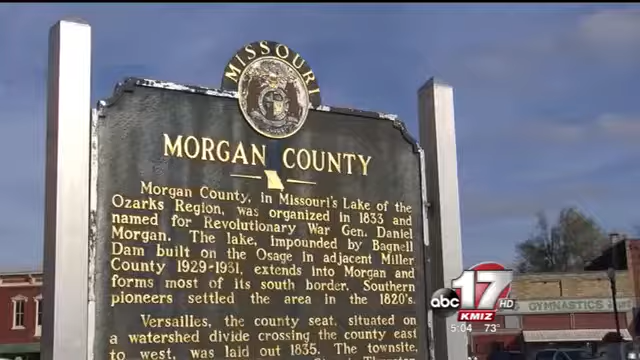 MISSOURI
MORGAN COUNTY
Morgan County, in Missouri's Lake of the
Ozarks Region, was organized in 1833 and
named for Revolutionary War Gen. Daniel
Morgan. The lake, impounded by Bagnell
Dam built on the Osage in adjacent Miller
County 1929-1931, extends into Morgan and
forms most of its south border. Southern
pioneers settled the area in the 1820's.
Versailles, the county seat, situated on
a watershed divide crossing the county east
to west, was laid out 1835. The townsite,
abc 17 HD
KMIZ
5:04 73°
GYMNASTICS